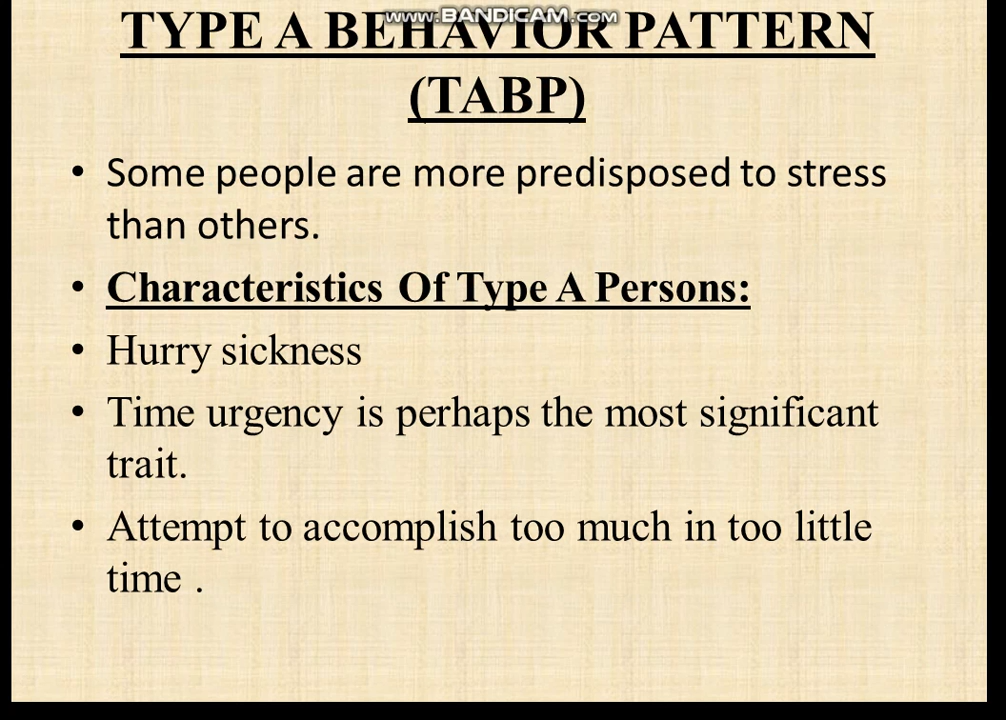 www.BANDICAM.com
TYPE A BEHAVIOR PATTERN
(TABP)
• Some people are more predisposed to stress
than others.
• Characteristics Of Type A Persons:
• Hurry sickness
• Time urgency is perhaps the most significant
trait.
• Attempt to accomplish too much in too little
time .